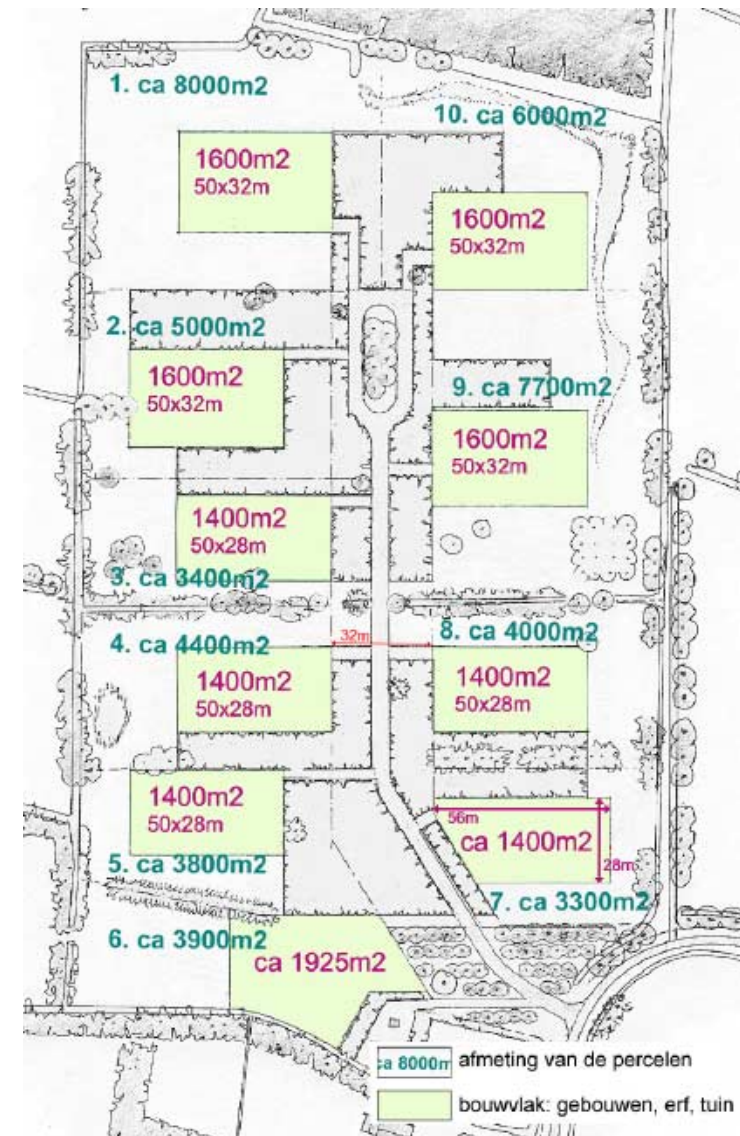 1. ca 8000m2
10. ca 6000m2
1600m2
50x32m
1600m2
50x32m
2. ca 5000m2
1600m2
50x32m
9. ca 7700m2
1600m2
50x32m
1400m2
50x28m
3. ca 3400m2
32m
8. ca 4000m2
4. ca 4400m2
1400m2
50x28m
1400m2
50x28m
1400m2
50x28m
56m
ca 1400m2
28m
5. ca 3800m2
7. ca 3300m2
6. ca 3900m2
ca 1925m2
ca 8000m afmeting van de percelen
bouwvlak: gebouwen, erf, tuin